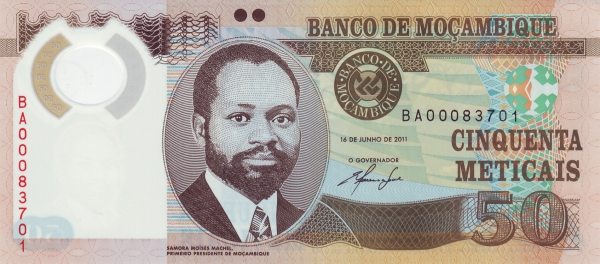 BANCO DE MOÇAMBIQUE
BANCO DE
MOÇAMBIQUE
BA00083701
BA00083701
16 DE JUNHO DE 2011
CINQUENTA
METICAIS
O GOVERNADOR
50
SAMORA MOISÉS MACHEL,
PRIMEIRO PRESIDENTE DE MOÇAMBIQUE